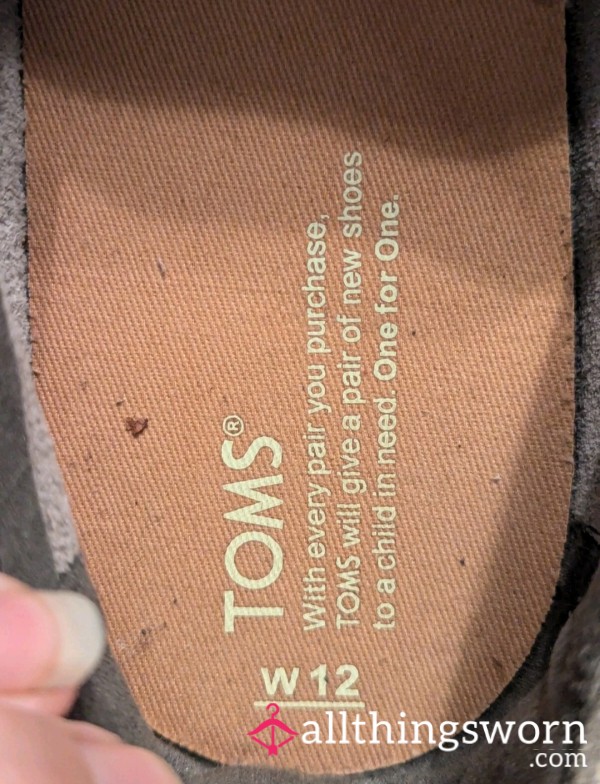 TOMS®
With every pair you purchase,
TOMS will give a pair of new shoes
to a child in need. One for One.
W 12
allthingsworn
.com